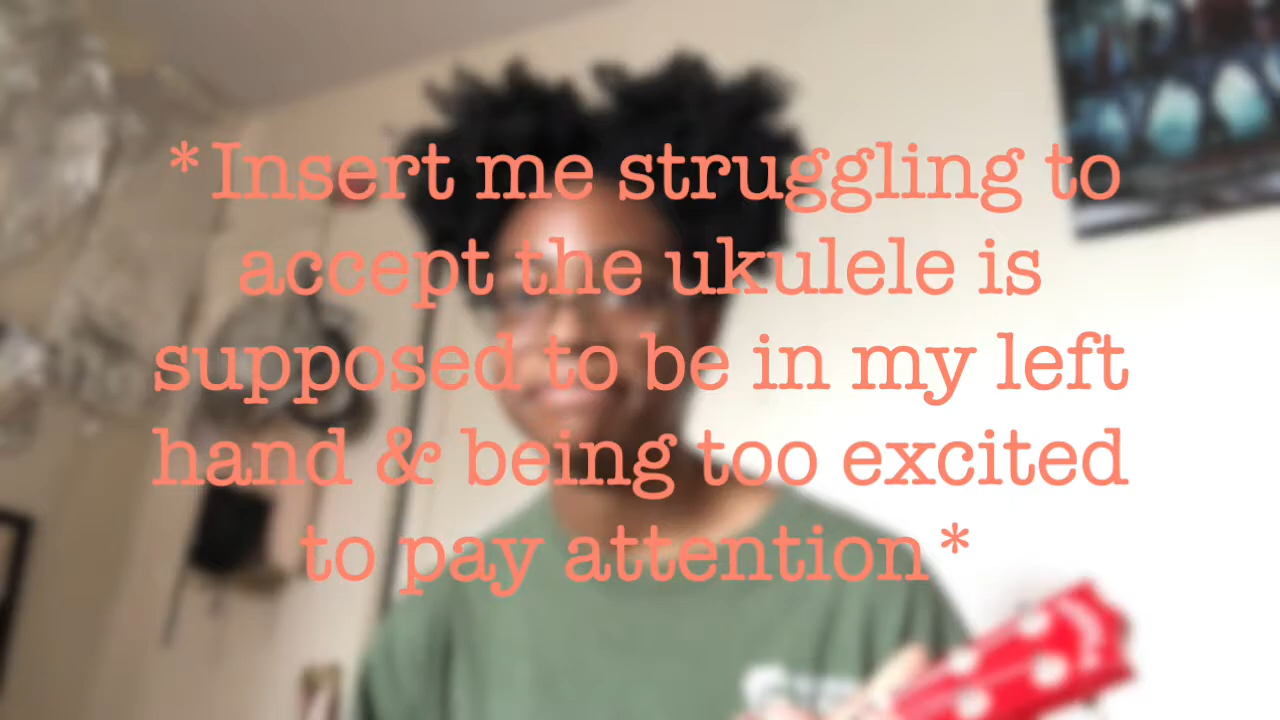 *Insert me struggling to
accept the ukulele is
supposed to be in my left
hand & being too excited
to pay attention*